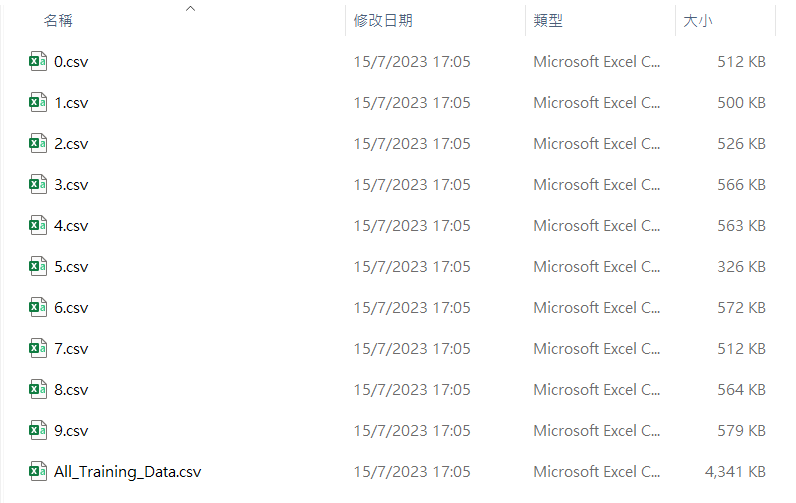 名稱 修改日期 類型 大小
0.csv 15/7/2023 17:05 Microsoft Excel C... 512 KB
1.csv 15/7/2023 17:05 Microsoft Excel C... 500 KB
2.csv 15/7/2023 17:05 Microsoft Excel C... 526 KB
3.csv 15/7/2023 17:05 Microsoft Excel C... 566 KB
4.csv 15/7/2023 17:05 Microsoft Excel C... 563 KB
5.csv 15/7/2023 17:05 Microsoft Excel C... 326 KB
6.csv 15/7/2023 17:05 Microsoft Excel C... 572 KB
7.csv 15/7/2023 17:05 Microsoft Excel C... 512 KB
8.csv 15/7/2023 17:05 Microsoft Excel C... 564 KB
9.csv 15/7/2023 17:05 Microsoft Excel C... 579 KB
All_Training_Data.csv 15/7/2023 17:05 Microsoft Excel C... 4,341 KB